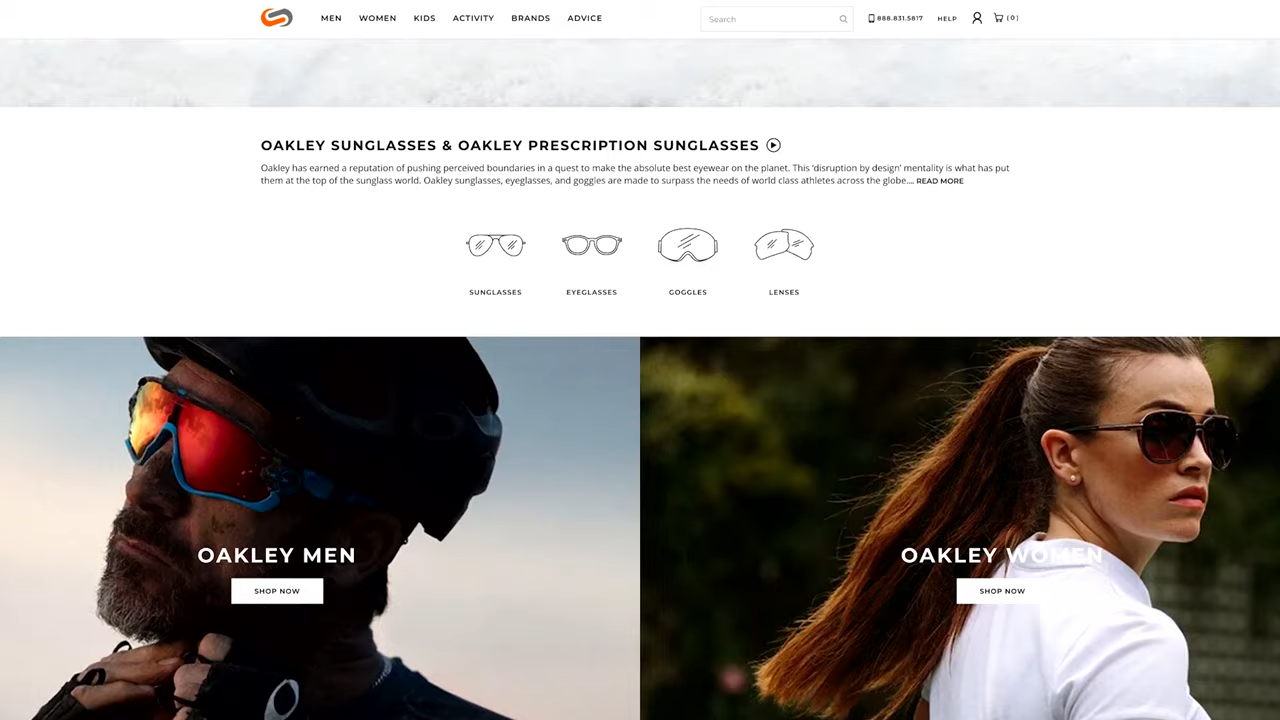 MEN WOMEN KIDS ACTIVITY BRANDS ADVICE Search 888.831.5817 HELP [0]
OAKLEY SUNGLASSES & OAKLEY PRESCRIPTION SUNGLASSES
Oakley has earned a reputation of pushing perceived boundaries in a quest to make the absolute best eyewear on the planet. This ‘disruption by design’ mentality is what has put
them at the top of the sunglass world. Oakley sunglasses, eyeglasses, and goggles are made to surpass the needs of world class athletes across the globe.... READ MORE
SUNGLASSES EYEGLASSES GOGGLES LENSES
OAKLEY MEN
SHOP NOW
OAKLEY WOMEN
SHOP NOW